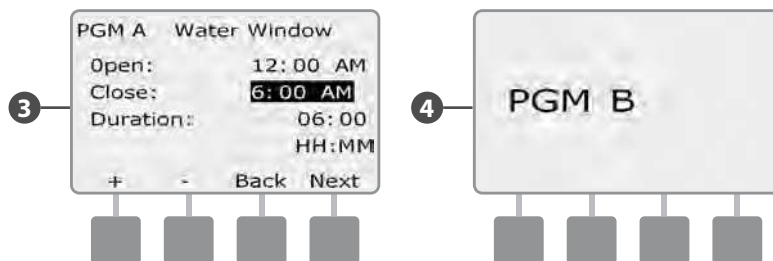 3
PGM A Water Window
Open: 12:00 AM
Close: 6:00 AM
Duration: 06:00
HH:MM
+ - Back Next
4
PGM B